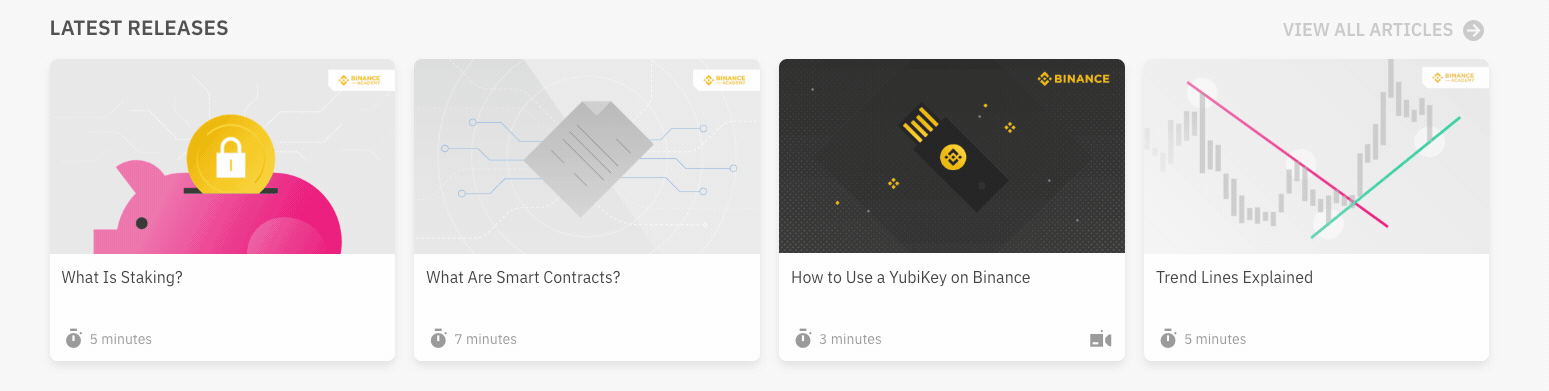 LATEST RELEASES
VIEW ALL ARTICLES
BINANCE
ACADEMY
BINANCE
ACADEMY
BINANCE
BINANCE
ACADEMY
What Is Staking?
What Are Smart Contracts?
How to Use a YubiKey on Binance
Trend Lines Explained
5 minutes
7 minutes
3 minutes
5 minutes